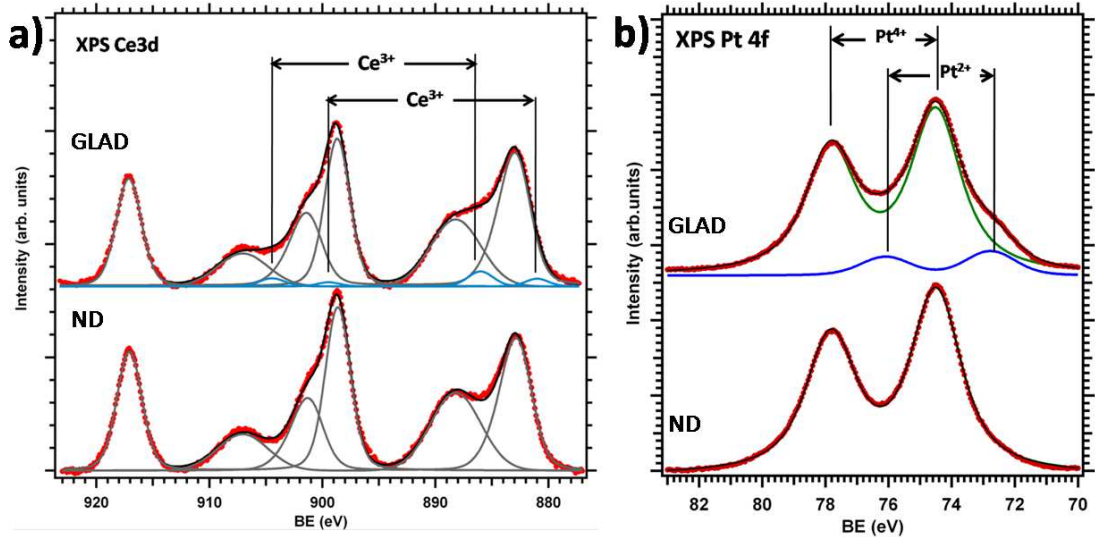 a)
XPS Ce3d
Ce³⁺
Ce³⁺
GLAD
ND
Intensity (arb. units)
920 910 900 890 880
BE (eV)
b)
XPS Pt 4f
Pt⁴⁺
Pt²⁺
GLAD
ND
Intensity (arb. units)
82 80 78 76 74 72 70
BE (eV)